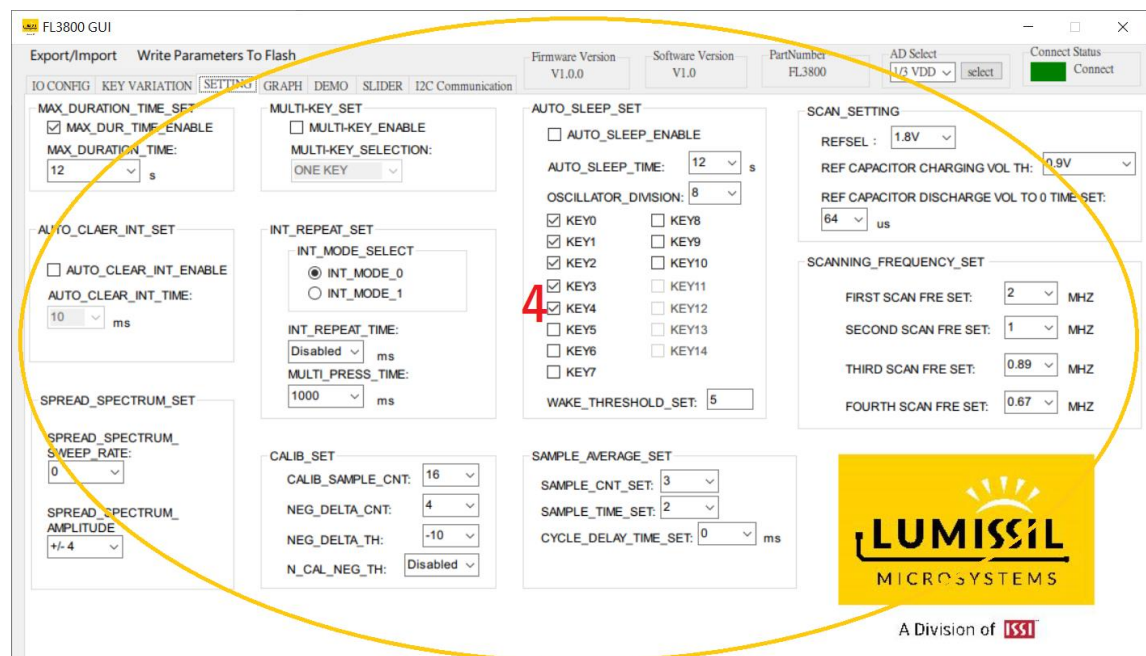 FL3800 GUI
Export/Import Write Parameters To Flash
Firmware Version
V1.0.0
Software Version
V1.0
PartNumber
FL3800
AD Select
1/3 VDD select
Connect Status
Connect
IO CONFIG KEY VARIATION SETTING GRAPH DEMO SLIDER I2C Communication
MAX_DURATION_TIME_SET
MAX_DUR_TIME_ENABLE
MAX_DURATION_TIME:
12 s
AUTO_CLAER_INT_SET
AUTO_CLEAR_INT_ENABLE
AUTO_CLEAR_INT_TIME:
10 ms
SPREAD_SPECTRUM_SET
SPREAD_SPECTRUM_
SWEEP_RATE:
0
SPREAD_SPECTRUM_
AMPLITUDE
+/- 4
MULTI-KEY_SET
MULTI-KEY_ENABLE
MULTI-KEY_SELECTION:
ONE KEY
INT_REPEAT_SET
INT_MODE_SELECT
INT_MODE_0
INT_MODE_1
INT_REPEAT_TIME:
Disabled ms
MULTI_PRESS_TIME:
1000 ms
CALIB_SET
CALIB_SAMPLE_CNT: 16
NEG_DELTA_CNT: 4
NEG_DELTA_TH: -10
N_CAL_NEG_TH: Disabled
AUTO_SLEEP_SET
AUTO_SLEEP_ENABLE
AUTO_SLEEP_TIME: 12 s
OSCILLATOR_DIVISION: 8
KEY0 KEY8
KEY1 KEY9
KEY2 KEY10
KEY3 KEY11
4
KEY4 KEY12
KEY5 KEY13
KEY6 KEY14
KEY7
WAKE_THRESHOLD_SET: 5
SAMPLE_AVERAGE_SET
SAMPLE_CNT_SET: 3
SAMPLE_TIME_SET: 2
CYCLE_DELAY_TIME_SET: 0 ms
SCAN_SETTING
REFSEL : 1.8V
REF CAPACITOR CHARGING VOL TH: 0.9V
REF CAPACITOR DISCHARGE VOL TO 0 TIME SET:
64 us
SCANNING_FREQUENCY_SET
FIRST SCAN FRE SET: 2 MHZ
SECOND SCAN FRE SET: 1 MHZ
THIRD SCAN FRE SET: 0.89 MHZ
FOURTH SCAN FRE SET: 0.67 MHZ
LUMISSIL
MICROSYSTEMS
A Division of ISSI